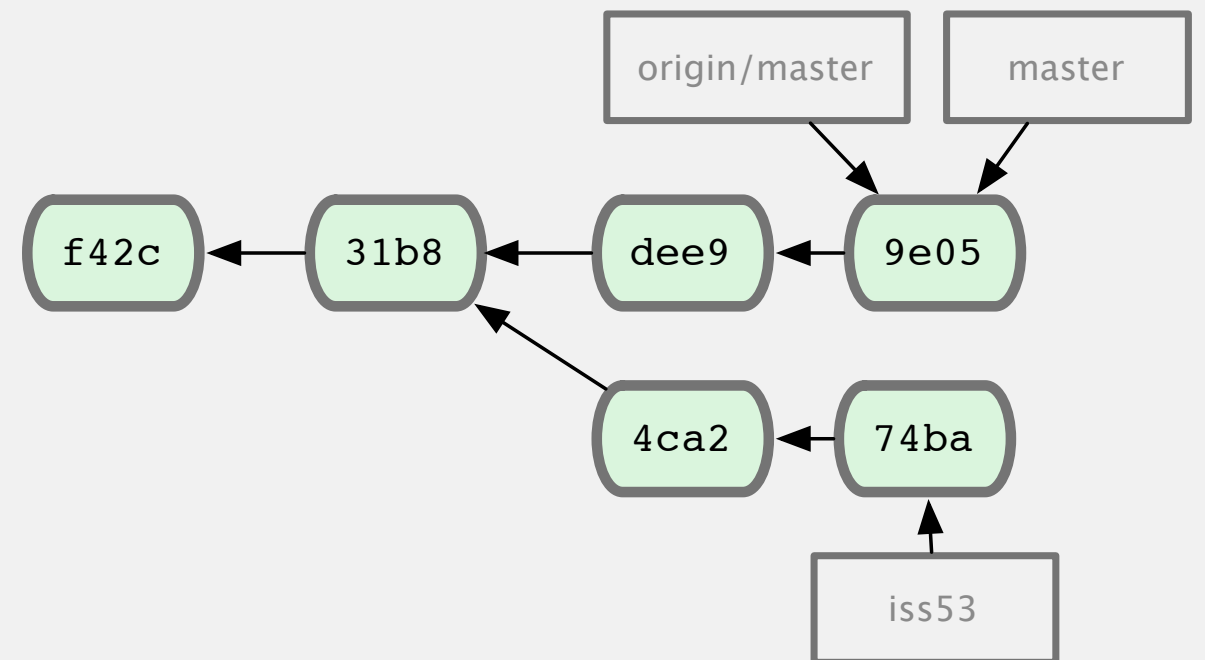 origin/master
master
f42c
31b8
dee9
9e05
4ca2
74ba
iss53